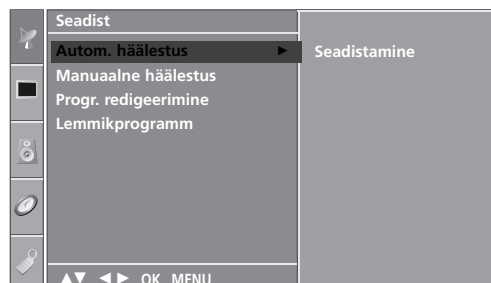 Seadist
Autom. häälestus ► Seadistamine
Manuaalne häälestus
Progr. redigeerimine
Lemmikprogramm
▲▼ ◄► OK MENU